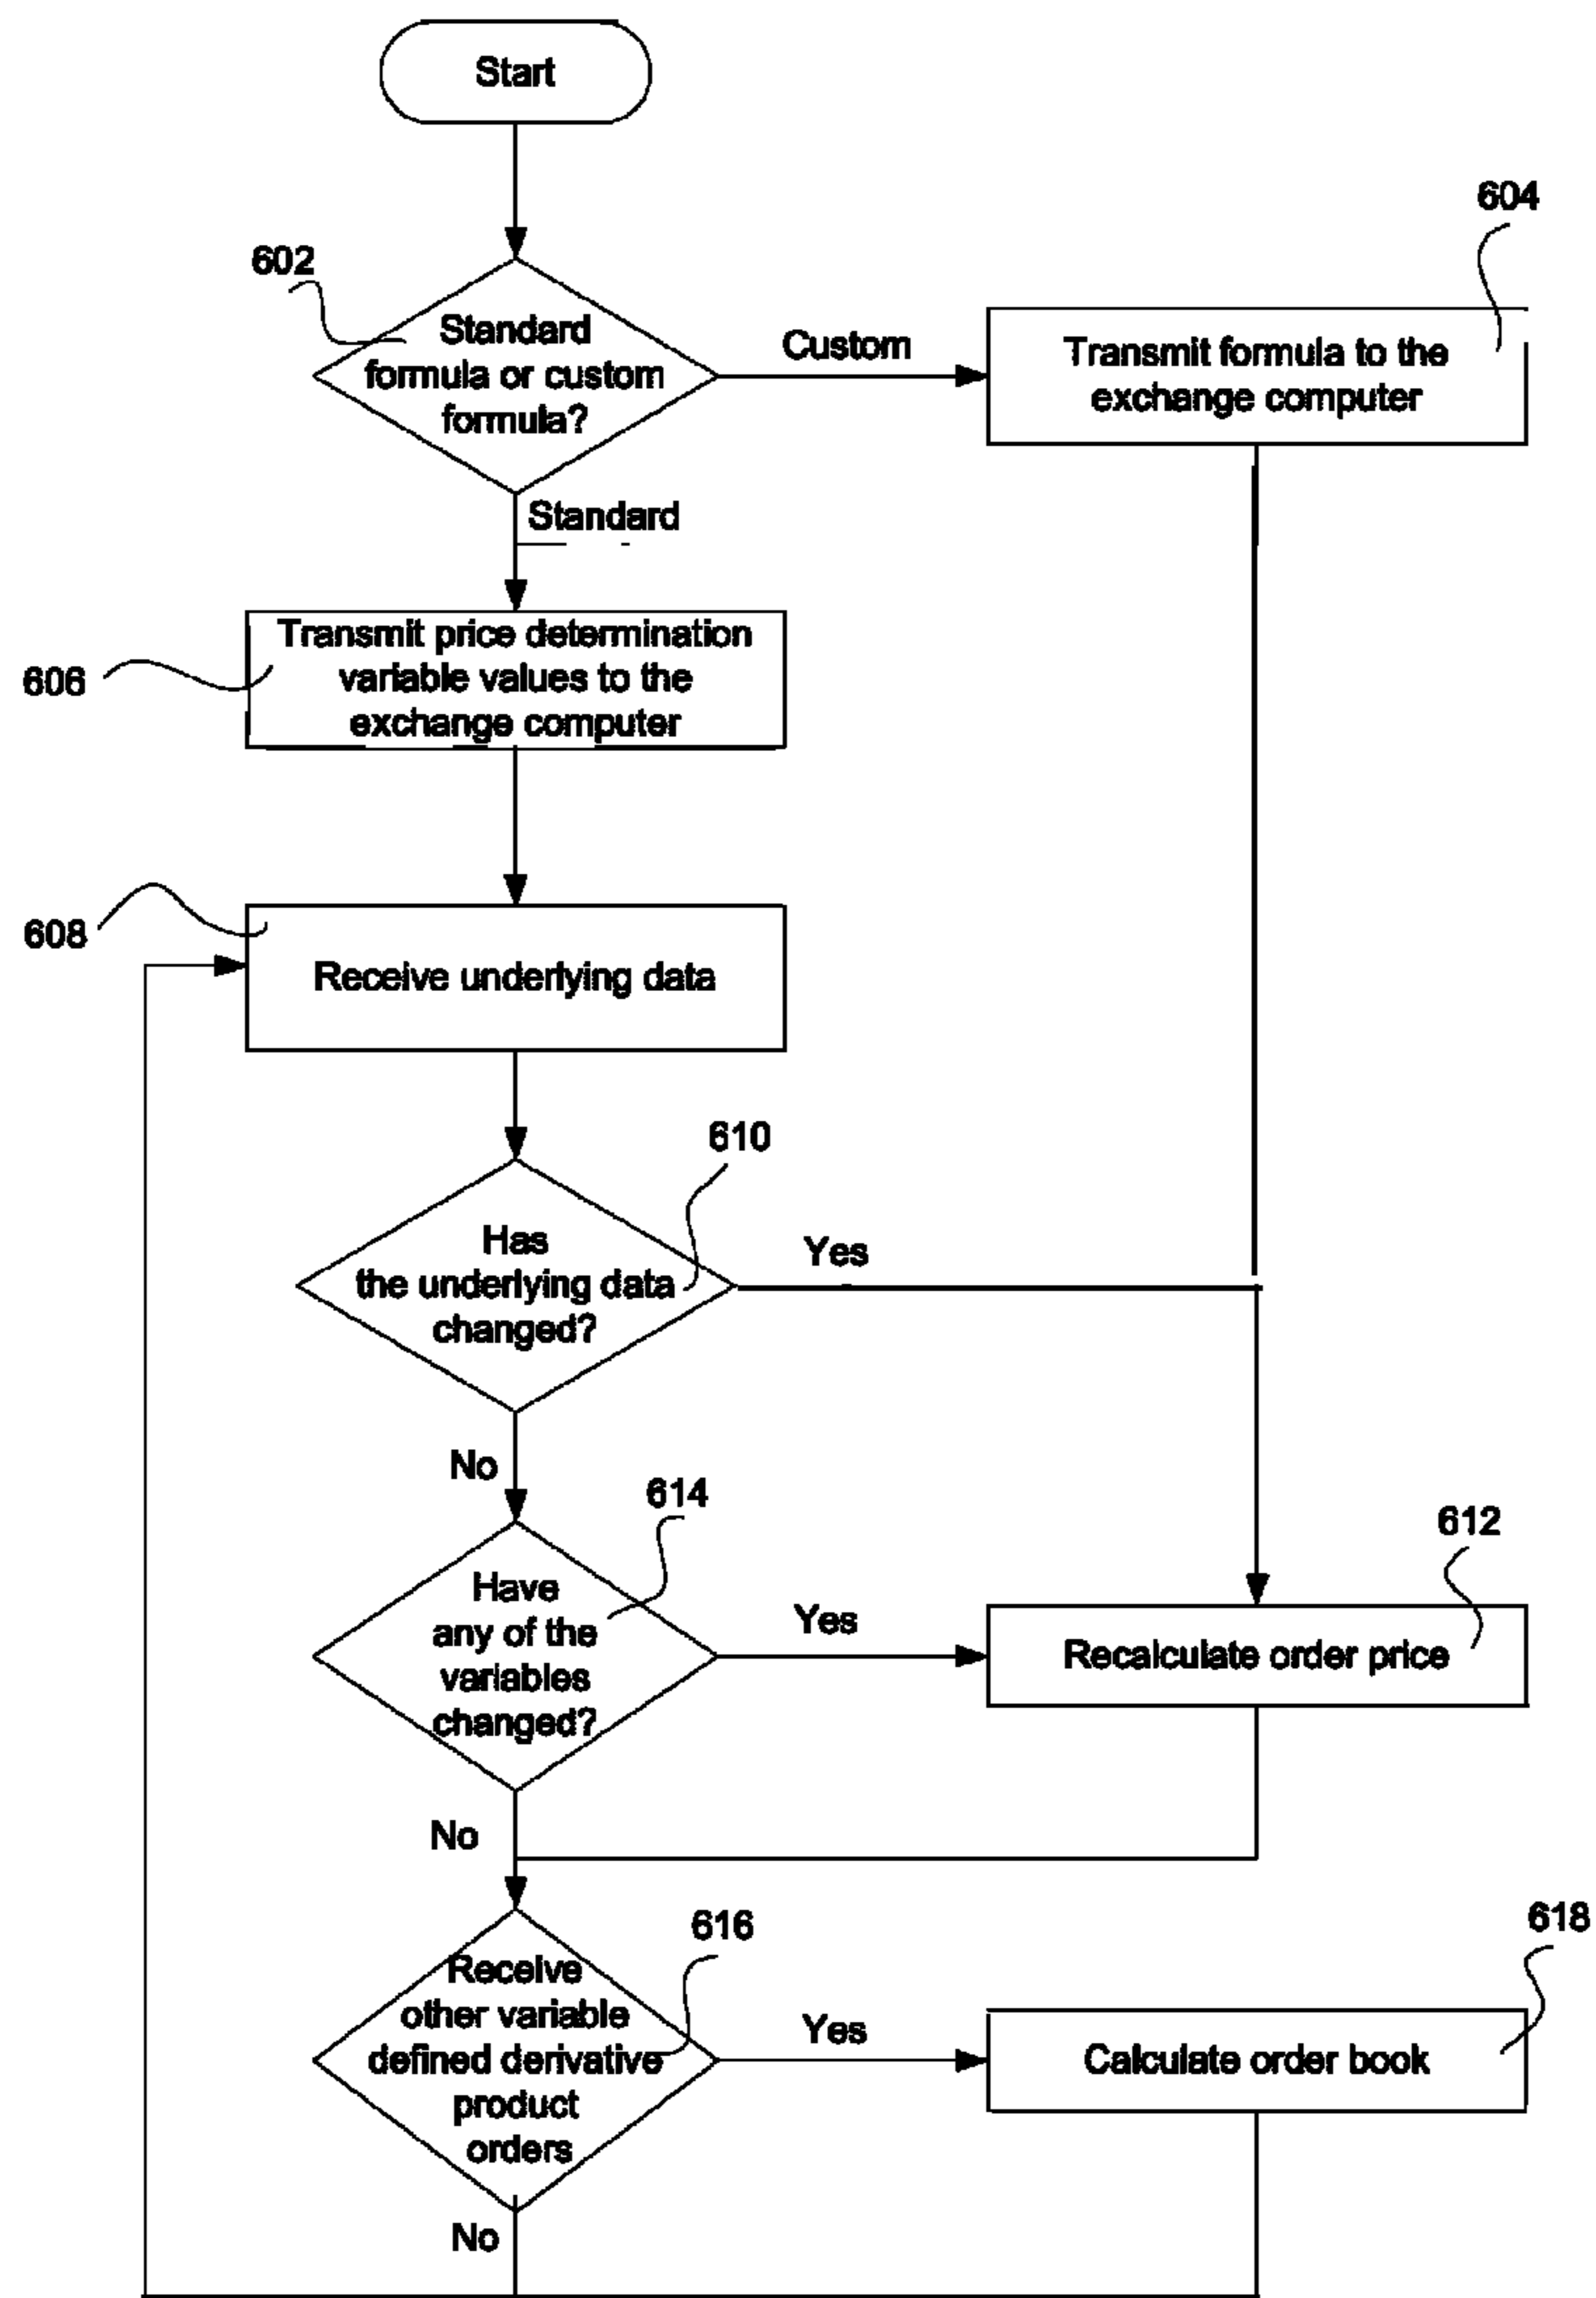 Start
602
Standard
formula or custom
formula?
Custom
604
Transmit formula to the
exchange computer
Standard
606
Transmit price determination
variable values to the
exchange computer
608
Receive underlying data
610
Has
the underlying data
changed?
Yes
No
614
Have
any of the
variables
changed?
Yes
612
Recalculate order price
No
616
Receive
other variable
defined derivative
product
orders
Yes
618
Calculate order book
No